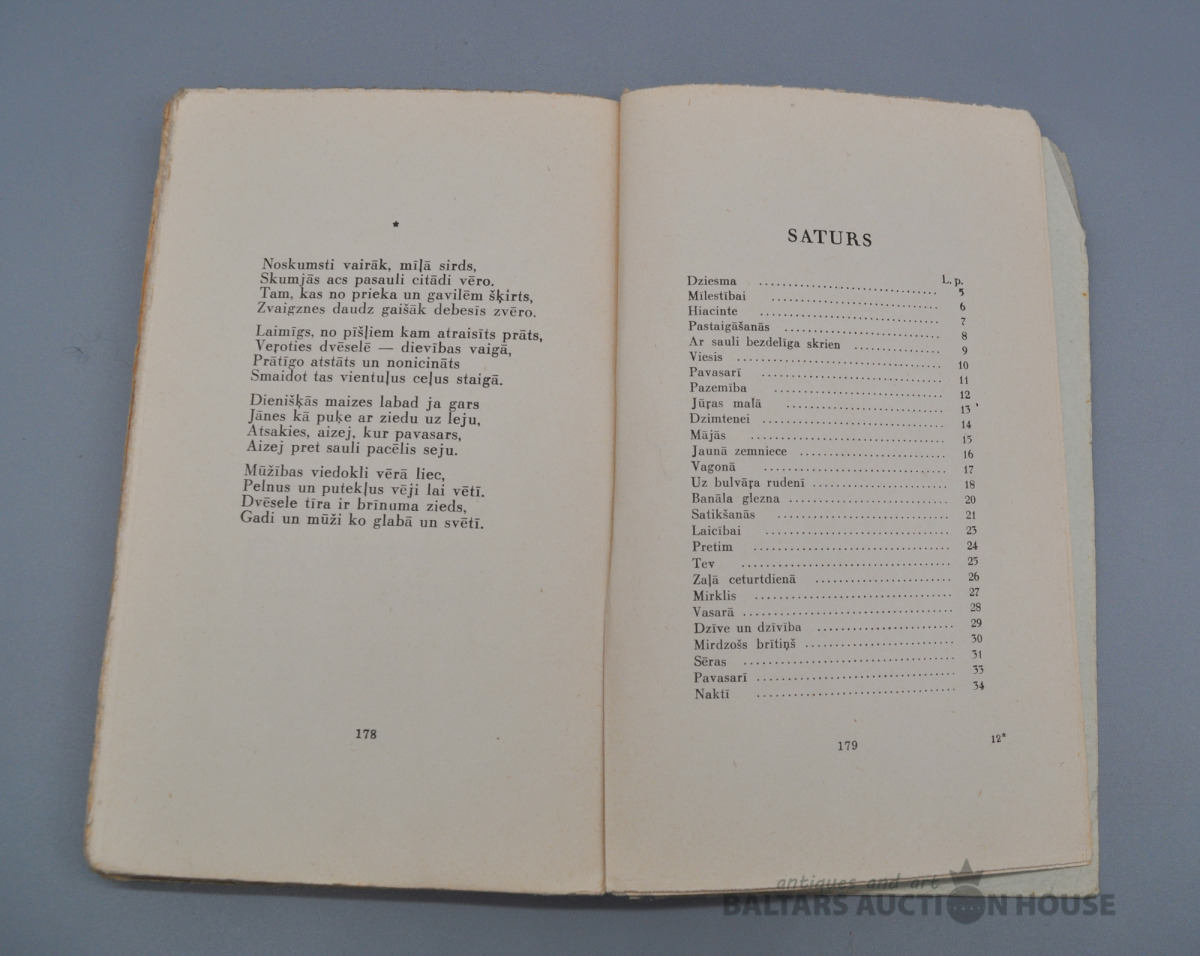 *
Noskumsti vairāk, mīļā sirds,
Skumjās acs pasauli citādi vēro.
Tam, kas no prieka un gavilēm šķirts,
Zvaigznes daudz gaišāk debesīs zvēro.
Laimīgs, no pīšļiem kam atraisīts prāts,
Veŗoties dvēselē — dievības vaigā,
Prātīgo atstāts un nonicināts
Smaidot tas vientuļus ceļus staigā.
Dienišķās maizes labad ja gars
Jānes kā puķe ar ziedu uz leju,
Atsakies, aizej, kur pavasars,
Aizej pret sauli pacēlis seju.
Mūžības viedokli vērā liec,
Pelnus un putekļus vēji lai vētī.
Dvēsele tīra ir brīnuma zieds,
Gadi un mūži ko glabā un svētī.
178
SATURS
L. p.
Dziesma 5
Mīlestībai 6
Hiacinte 7
Pastaigāšanās 8
Ar sauli bezdelīga skrien 9
Viesis 10
Pavasarī 11
Pazemība 12
Jūŗas malā 13
Dzimtenei 14
Mājās 15
Jaunā zemniece 16
Vagonā 17
Uz bulvāŗa rudenī 18
Banāla glezna 20
Satikšanās 21
Laicībai 23
Pretim 24
Tev 25
Zaļā ceturtdienā 26
Mirklis 27
Vasarā 28
Dzīve un dzīvība 29
Mirdzošs brītiņš 30
Sēras 31
Pavasarī 33
Naktī 34
179
12*
antiques and art
BALTARS AUCTION HOUSE